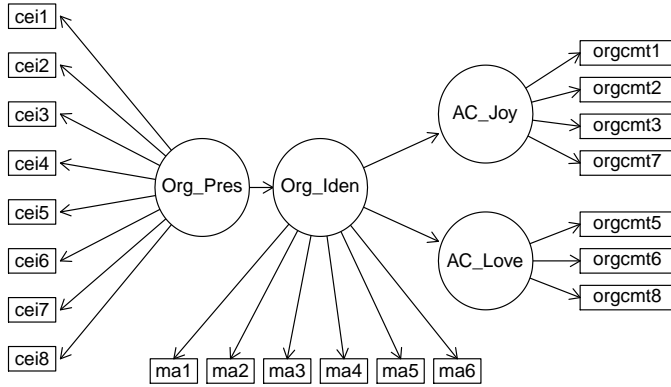 cei1
cei2
cei3
cei4
cei5
cei6
cei7
cei8
Org_Pres
Org_Iden
ma1
ma2
ma3
ma4
ma5
ma6
AC_Joy
AC_Love
orgcmt1
orgcmt2
orgcmt3
orgcmt7
orgcmt5
orgcmt6
orgcmt8